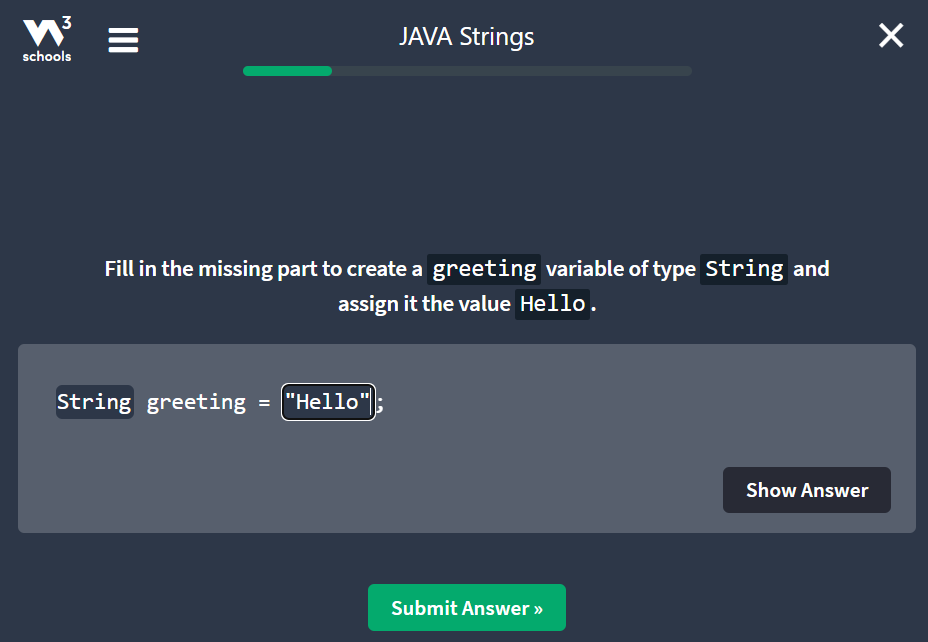 3
schools
JAVA Strings
Fill in the missing part to create a greeting variable of type String and
assign it the value Hello.
String greeting = "Hello";
Show Answer
Submit Answer »